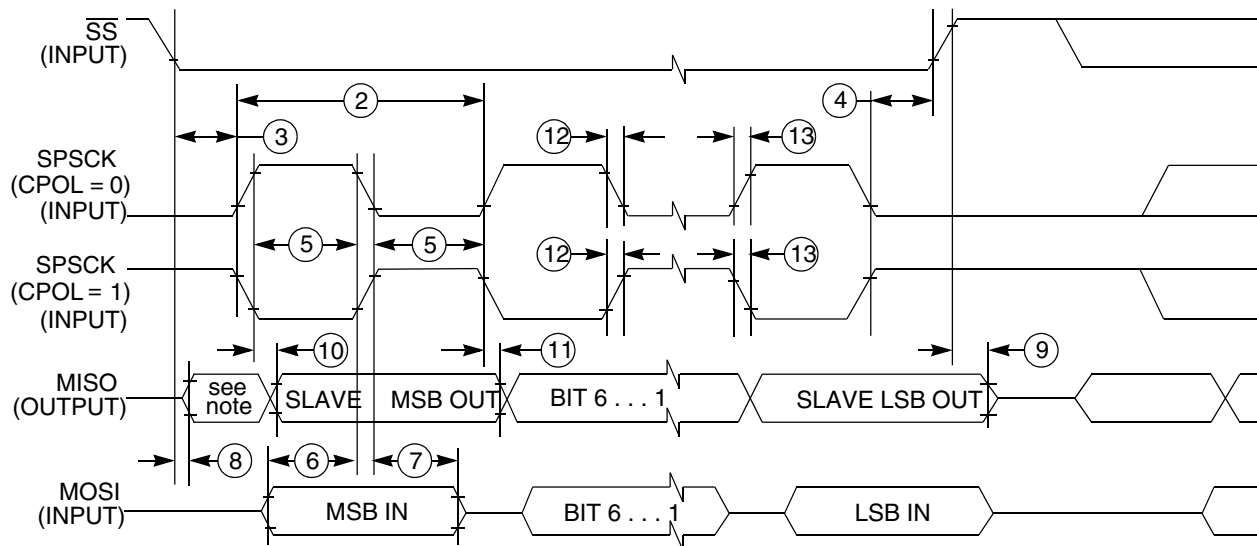 SS
(INPUT)
2
4
3
12
13
SPSCK
(CPOL = 0)
(INPUT)
5
5
12
13
SPSCK
(CPOL = 1)
(INPUT)
10
11
9
MISO
(OUTPUT)
see
note
SLAVE
MSB OUT
BIT 6 . . . 1
SLAVE LSB OUT
8
6
7
MOSI
(INPUT)
MSB IN
BIT 6 . . . 1
LSB IN